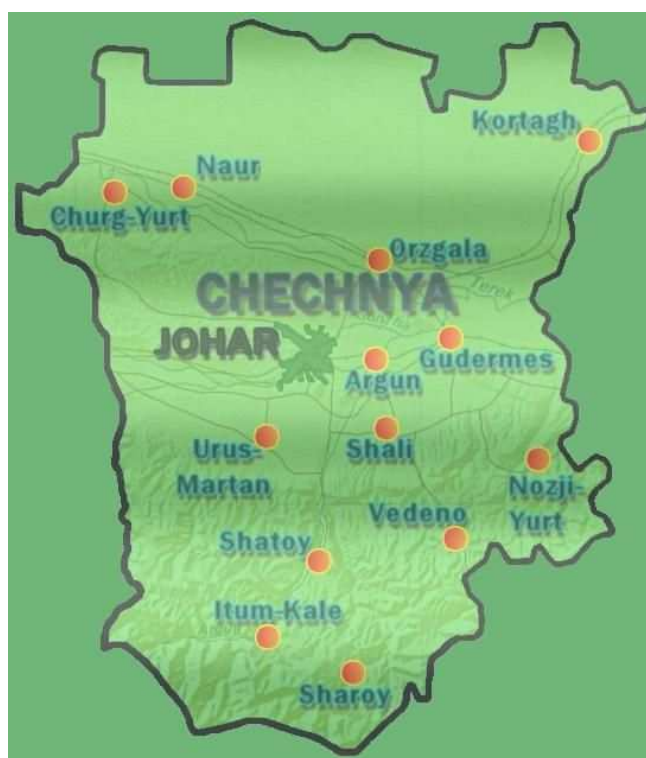 Kortagh
Naur
Churg-Yurt
Orzgala
CHECHNYA
Terek
JOHAR
Gudermes
Argun
Urus-
Martan
Shali
Nozji-
Yurt
Vedeno
Shatoy
Itum-Kale
Sharoy